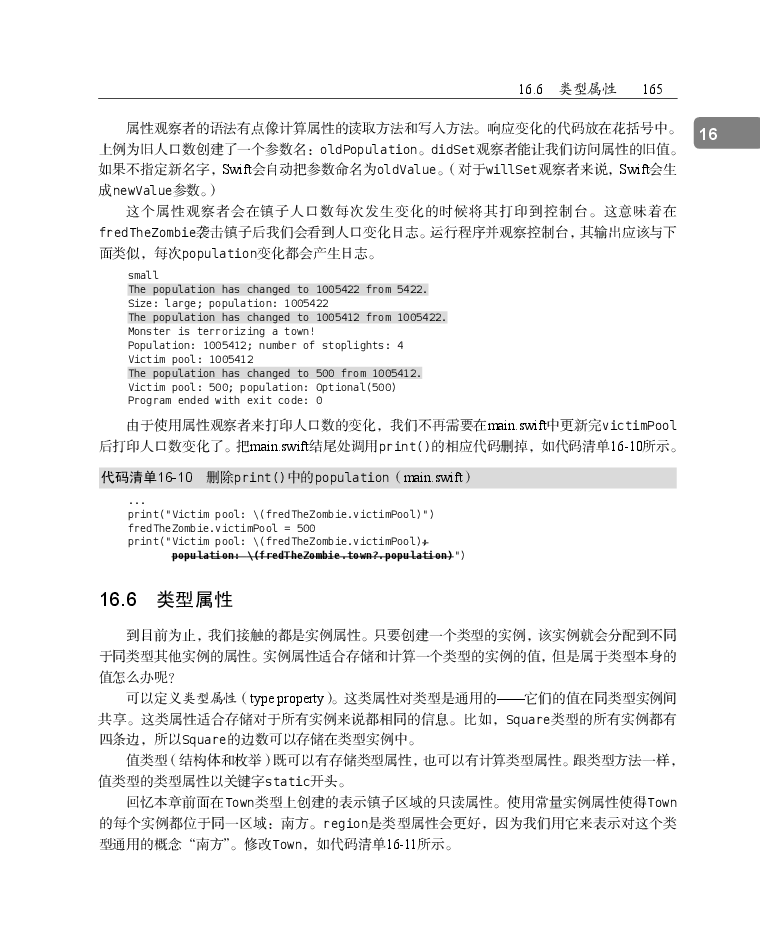 16.6 类型属性 165
16
属性观察者的语法有点像计算属性的读取方法和写入方法。响应变化的代码放在花括号中。
上例为旧人口数创建了一个参数名：oldPopulation。didSet观察者能让我们访问属性的旧值。
如果不指定新名字，Swift会自动把参数命名为oldValue。（对于willSet观察者来说，Swift会生
成newValue参数。）
这个属性观察者会在镇子人口数每次发生变化的时候将其打印到控制台。这意味着在
fredTheZombie袭击镇子后我们会看到人口变化日志。运行程序并观察控制台，其输出应该与下
面类似，每次population变化都会产生日志。
small
The population has changed to 1005422 from 5422.
Size: large; population: 1005422
The population has changed to 1005412 from 1005422.
Monster is terrorizing a town!
Population: 1005412; number of stoplights: 4
Victim pool: 1005412
The population has changed to 500 from 1005412.
Victim pool: 500; population: Optional(500)
Program ended with exit code: 0
由于使用属性观察者来打印人口数的变化，我们不再需要在main.swift中更新完victimPool
后打印人口数变化了。把main.swift结尾处调用print()的相应代码删掉，如代码清单16-10所示。
代码清单16-10 删除print()中的population（main.swift）
...
print("Victim pool: \(fredTheZombie.victimPool)")
fredTheZombie.victimPool = 500
print("Victim pool: \(fredTheZombie.victimPool);
population: \(fredTheZombie.town?.population)")
16.6 类型属性
到目前为止，我们接触的都是实例属性。只要创建一个类型的实例，该实例就会分配到不同
于同类型其他实例的属性。实例属性适合存储和计算一个类型的实例的值，但是属于类型本身的
值怎么办呢？
可以定义类型属性（type property）。这类属性对类型是通用的——它们的值在同类型实例间
共享。这类属性适合存储对于所有实例来说都相同的信息。比如，Square类型的所有实例都有
四条边，所以Square的边数可以存储在类型实例中。
值类型（结构体和枚举）既可以有存储类型属性，也可以有计算类型属性。跟类型方法一样，
值类型的类型属性以关键字static开头。
回忆本章前面在Town类型上创建的表示镇子区域的只读属性。使用常量实例属性使得Town
的每个实例都位于同一区域：南方。region是类型属性会更好，因为我们用它来表示对这个类
型通用的概念“南方”。修改Town，如代码清单16-11所示。